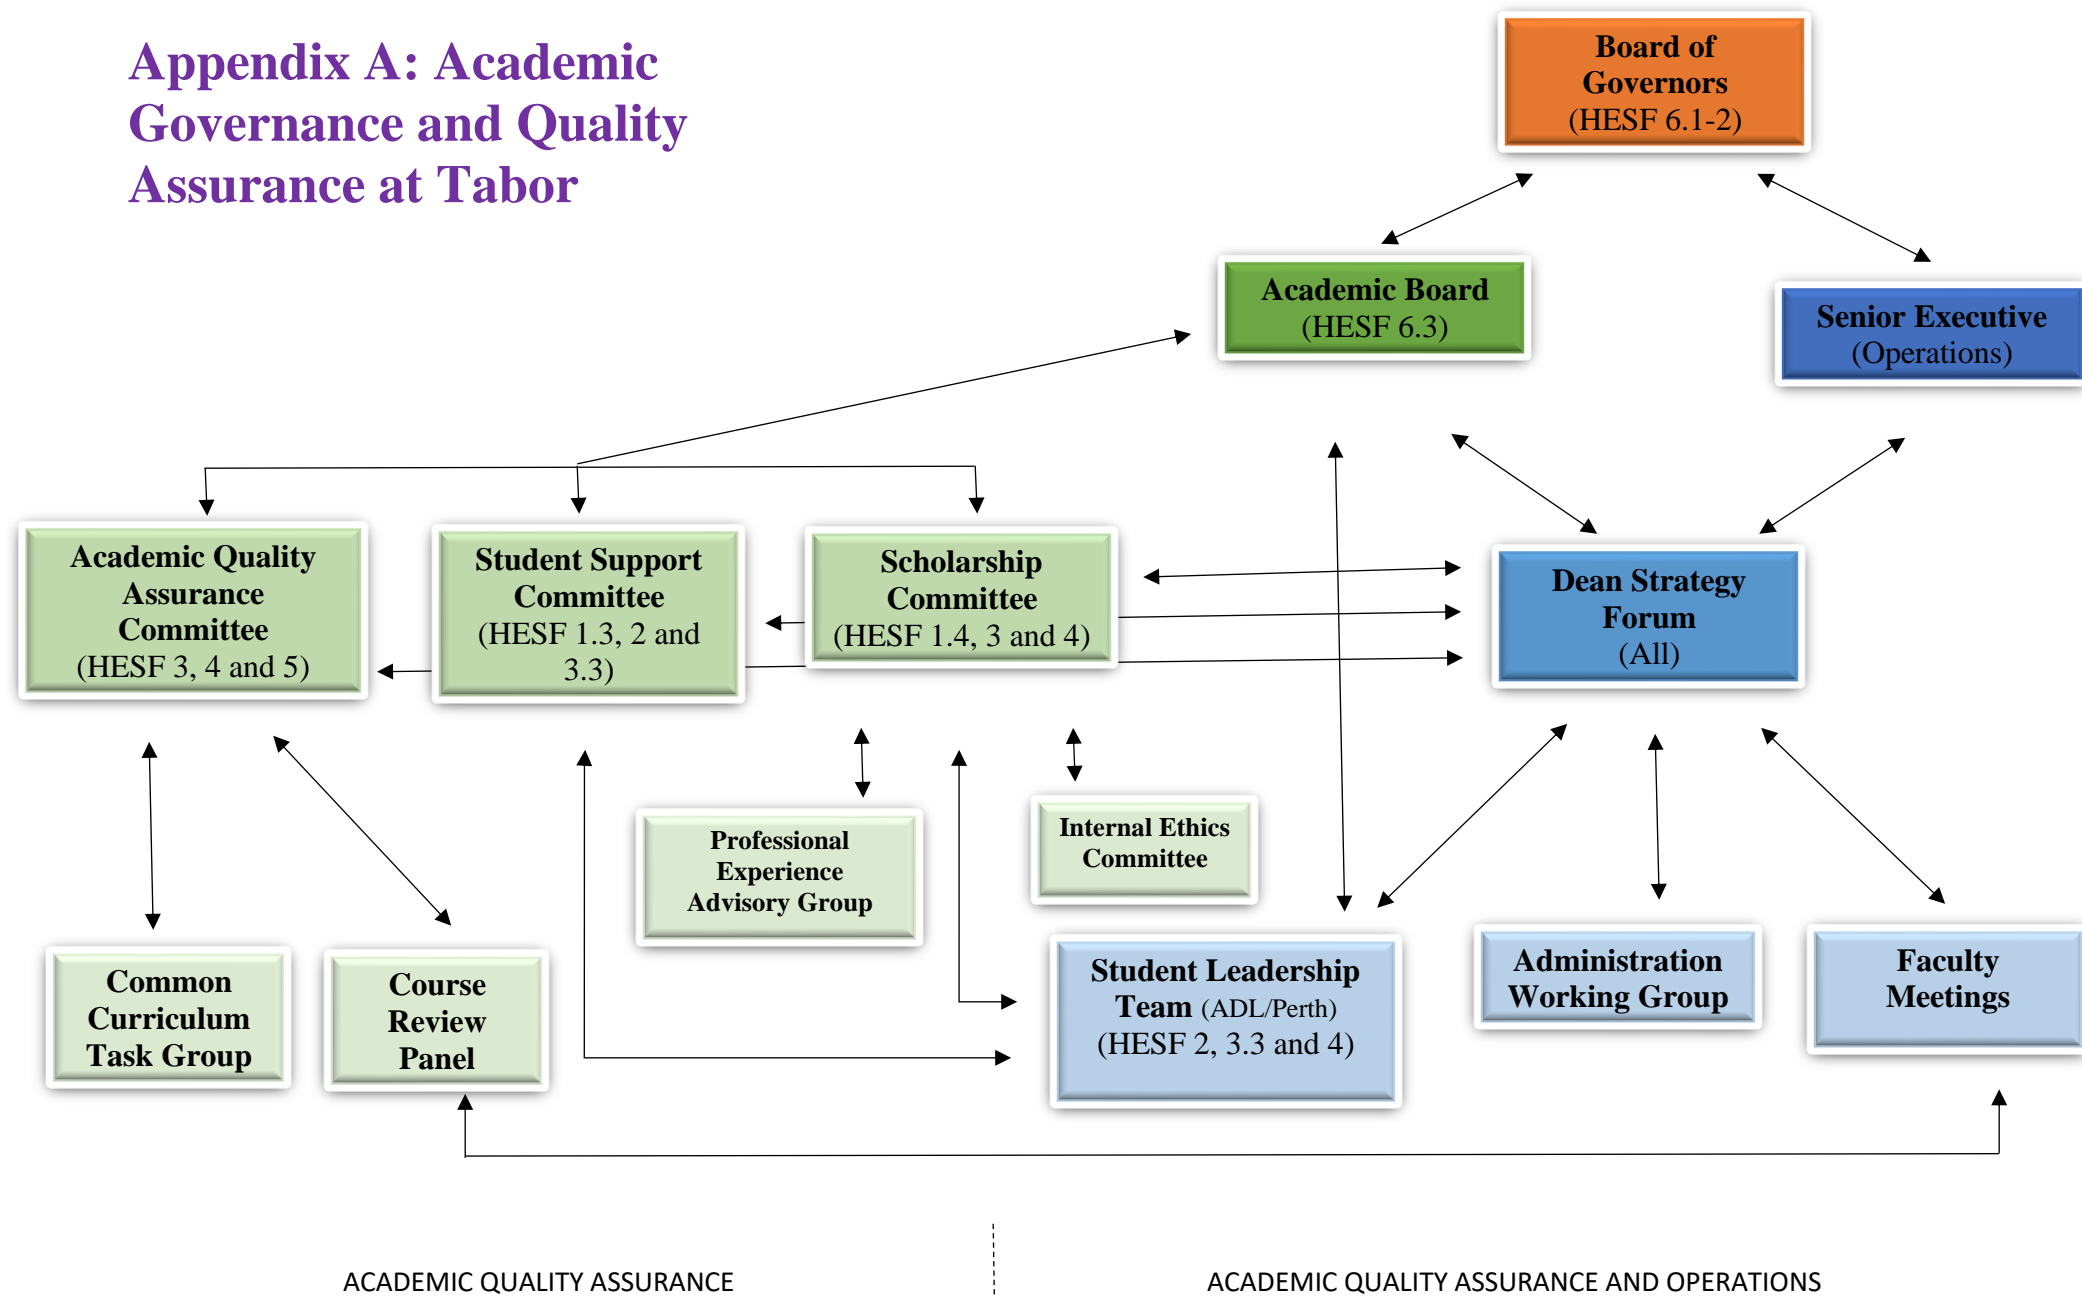 Appendix A: Academic
Governance and Quality
Assurance at Tabor
Board of
Governors
(HESF 6.1-2)
Academic Board
(HESF 6.3)
Senior Executive
(Operations)
Academic Quality
Assurance
Committee
(HESF 3, 4 and 5)
Student Support
Committee
(HESF 1.3, 2 and
3.3)
Scholarship
Committee
(HESF 1.4, 3 and 4)
Dean Strategy
Forum
(All)
Professional
Experience
Advisory Group
Internal Ethics
Committee
Common
Curriculum
Task Group
Course
Review
Panel
Student Leadership
Team (ADL/Perth)
(HESF 2, 3.3 and 4)
Administration
Working Group
Faculty
Meetings
ACADEMIC QUALITY ASSURANCE
ACADEMIC QUALITY ASSURANCE AND OPERATIONS